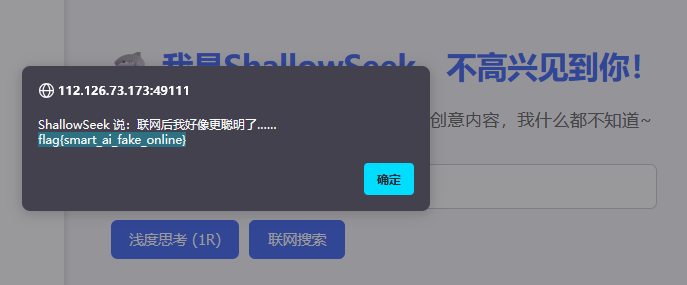 我是ShallowSeek，不高兴见到你！
112.126.73.173:49111
ShallowSeek 说：联网后我好像更聪明了......
flag{smart_ai_fake_online}
创意内容，我什么都不知道~
确定
浅度思考 (1R) 联网搜索